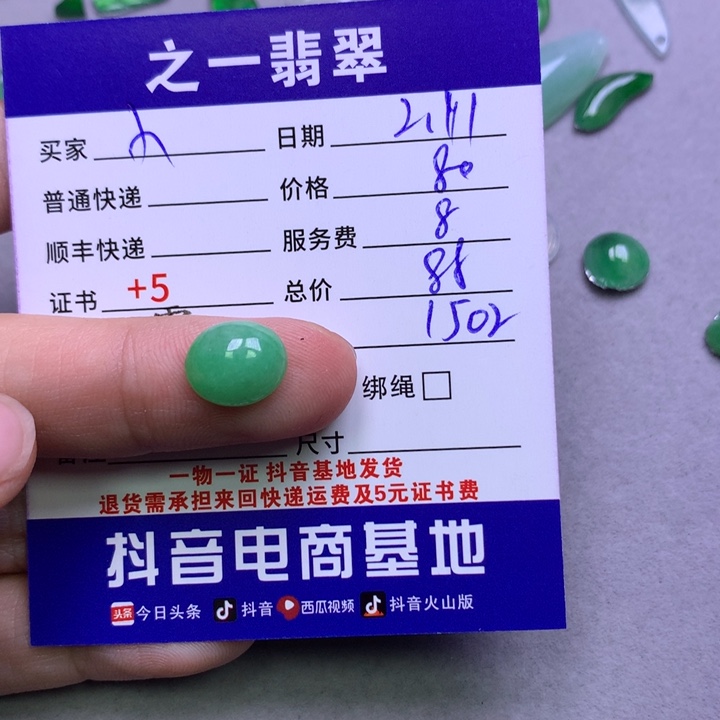 之一翡翠
买家 日期
普通快递 价格 80
顺丰快递 服务费 8
证书 +5 总价 88
1502
绑绳
尺寸
一物一证 抖音基地发货
退货需承担来回快递运费及5元证书费
抖音电商基地
头条 今日头条 抖音 西瓜视频 抖音火山版